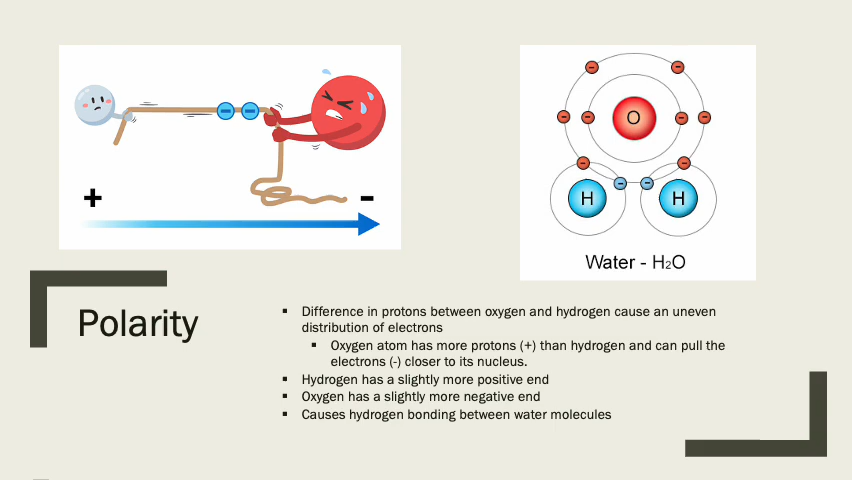 +
-
O
H H
Water - H₂O
Polarity
Difference in protons between oxygen and hydrogen cause an uneven
distribution of electrons
Oxygen atom has more protons (+) than hydrogen and can pull the
electrons (-) closer to its nucleus.
Hydrogen has a slightly more positive end
Oxygen has a slightly more negative end
Causes hydrogen bonding between water molecules